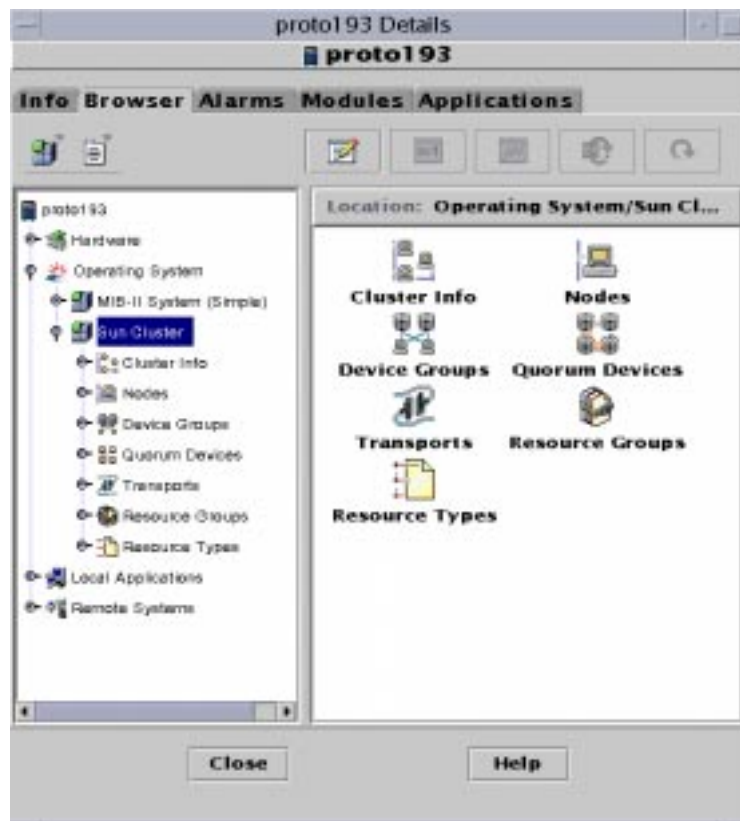 proto193 Details
proto193
Info Browser Alarms Modules Applications
proto193
Hardware
Operating System
MIB-II System (Simple)
Sun Cluster
Cluster Info
Nodes
Device Groups
Quorum Devices
Transports
Resource Groups
Resource Types
Local Applications
Remote Systems
Location: Operating System/Sun Cl...
Cluster Info Nodes
Device Groups Quorum Devices
Transports Resource Groups
Resource Types
Close Help